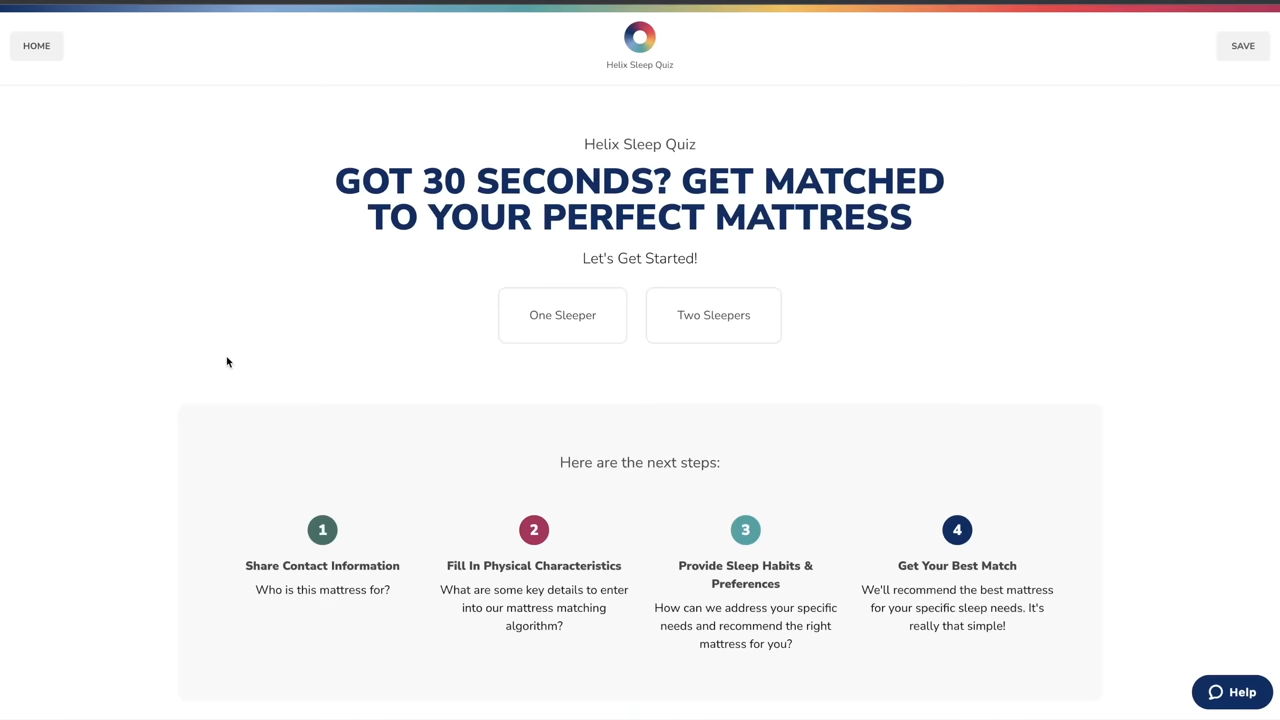 HOME
Helix Sleep Quiz
SAVE
Helix Sleep Quiz
GOT 30 SECONDS? GET MATCHED
TO YOUR PERFECT MATTRESS
Let's Get Started!
One Sleeper
Two Sleepers
Here are the next steps:
1
Share Contact Information
Who is this mattress for?
2
Fill In Physical Characteristics
What are some key details to enter
into our mattress matching
algorithm?
3
Provide Sleep Habits &
Preferences
How can we address your specific
needs and recommend the right
mattress for you?
4
Get Your Best Match
We'll recommend the best mattress
for your specific sleep needs. It's
really that simple!
Help